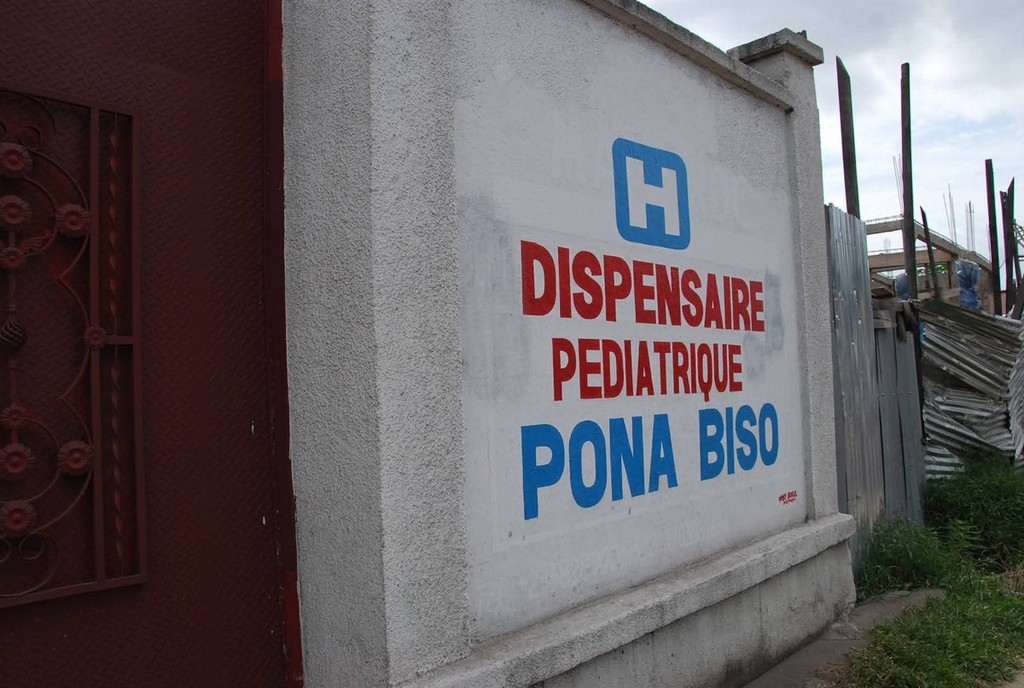 H
DISPENSAIRE
PEDIATRIQUE
PONA BISO